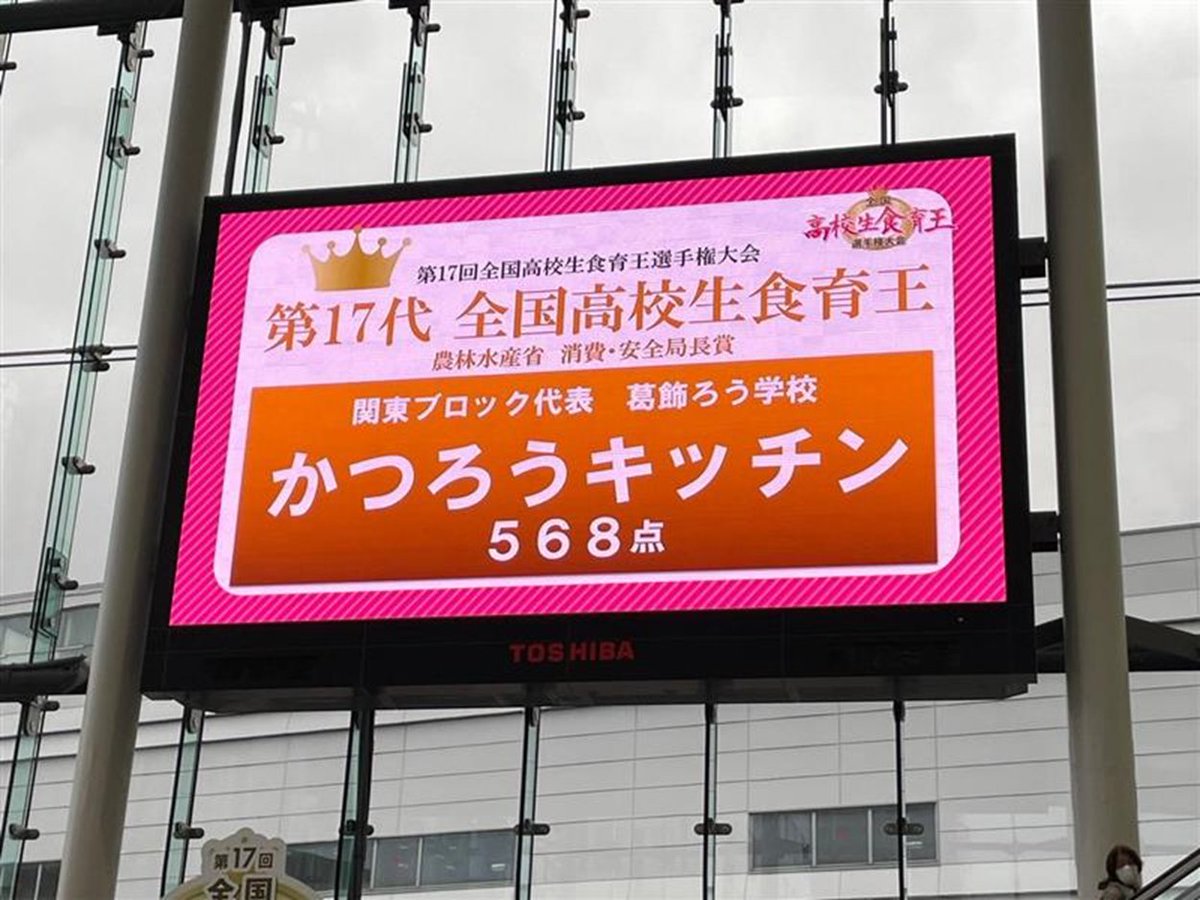 全国
高校生食育王
選手権大会
第17回全国高校生食育王選手権大会
第17代 全国高校生食育王
農林水産省 消費・安全局長賞
関東ブロック代表 葛飾ろう学校
かつろうキッチン
568点
TOSHIBA
第17回
全国